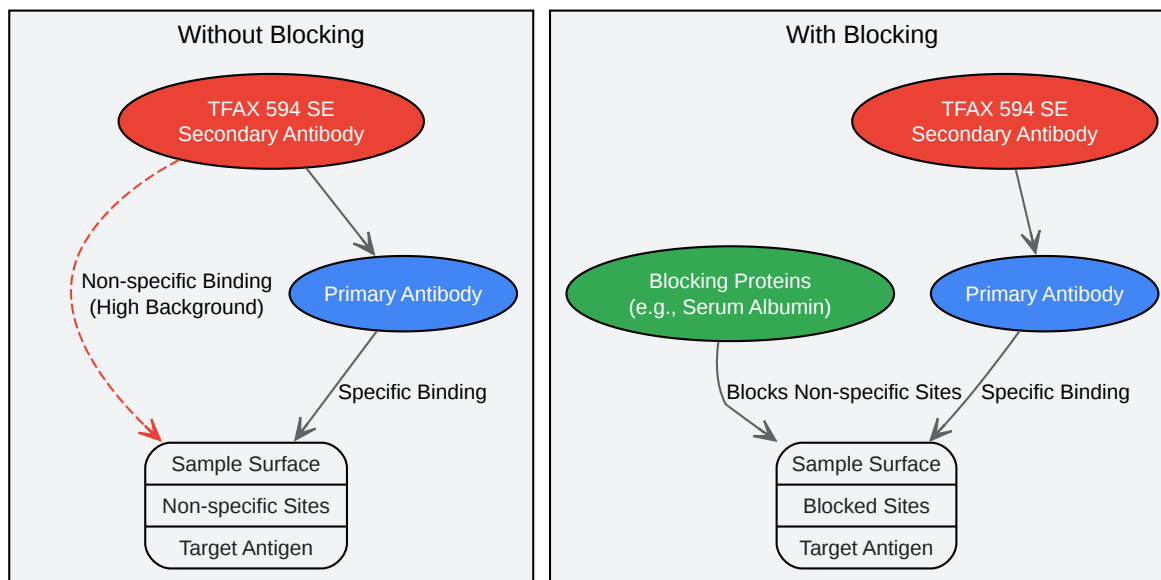 Without Blocking
TFAX 594 SE
Secondary Antibody
Non-specific Binding
(High Background)
Primary Antibody
Specific Binding
Sample Surface
Non-specific Sites
Target Antigen
With Blocking
TFAX 594 SE
Secondary Antibody
Blocking Proteins
(e.g., Serum Albumin)
Primary Antibody
Blocks Non-specific Sites
Specific Binding
Sample Surface
Blocked Sites
Target Antigen